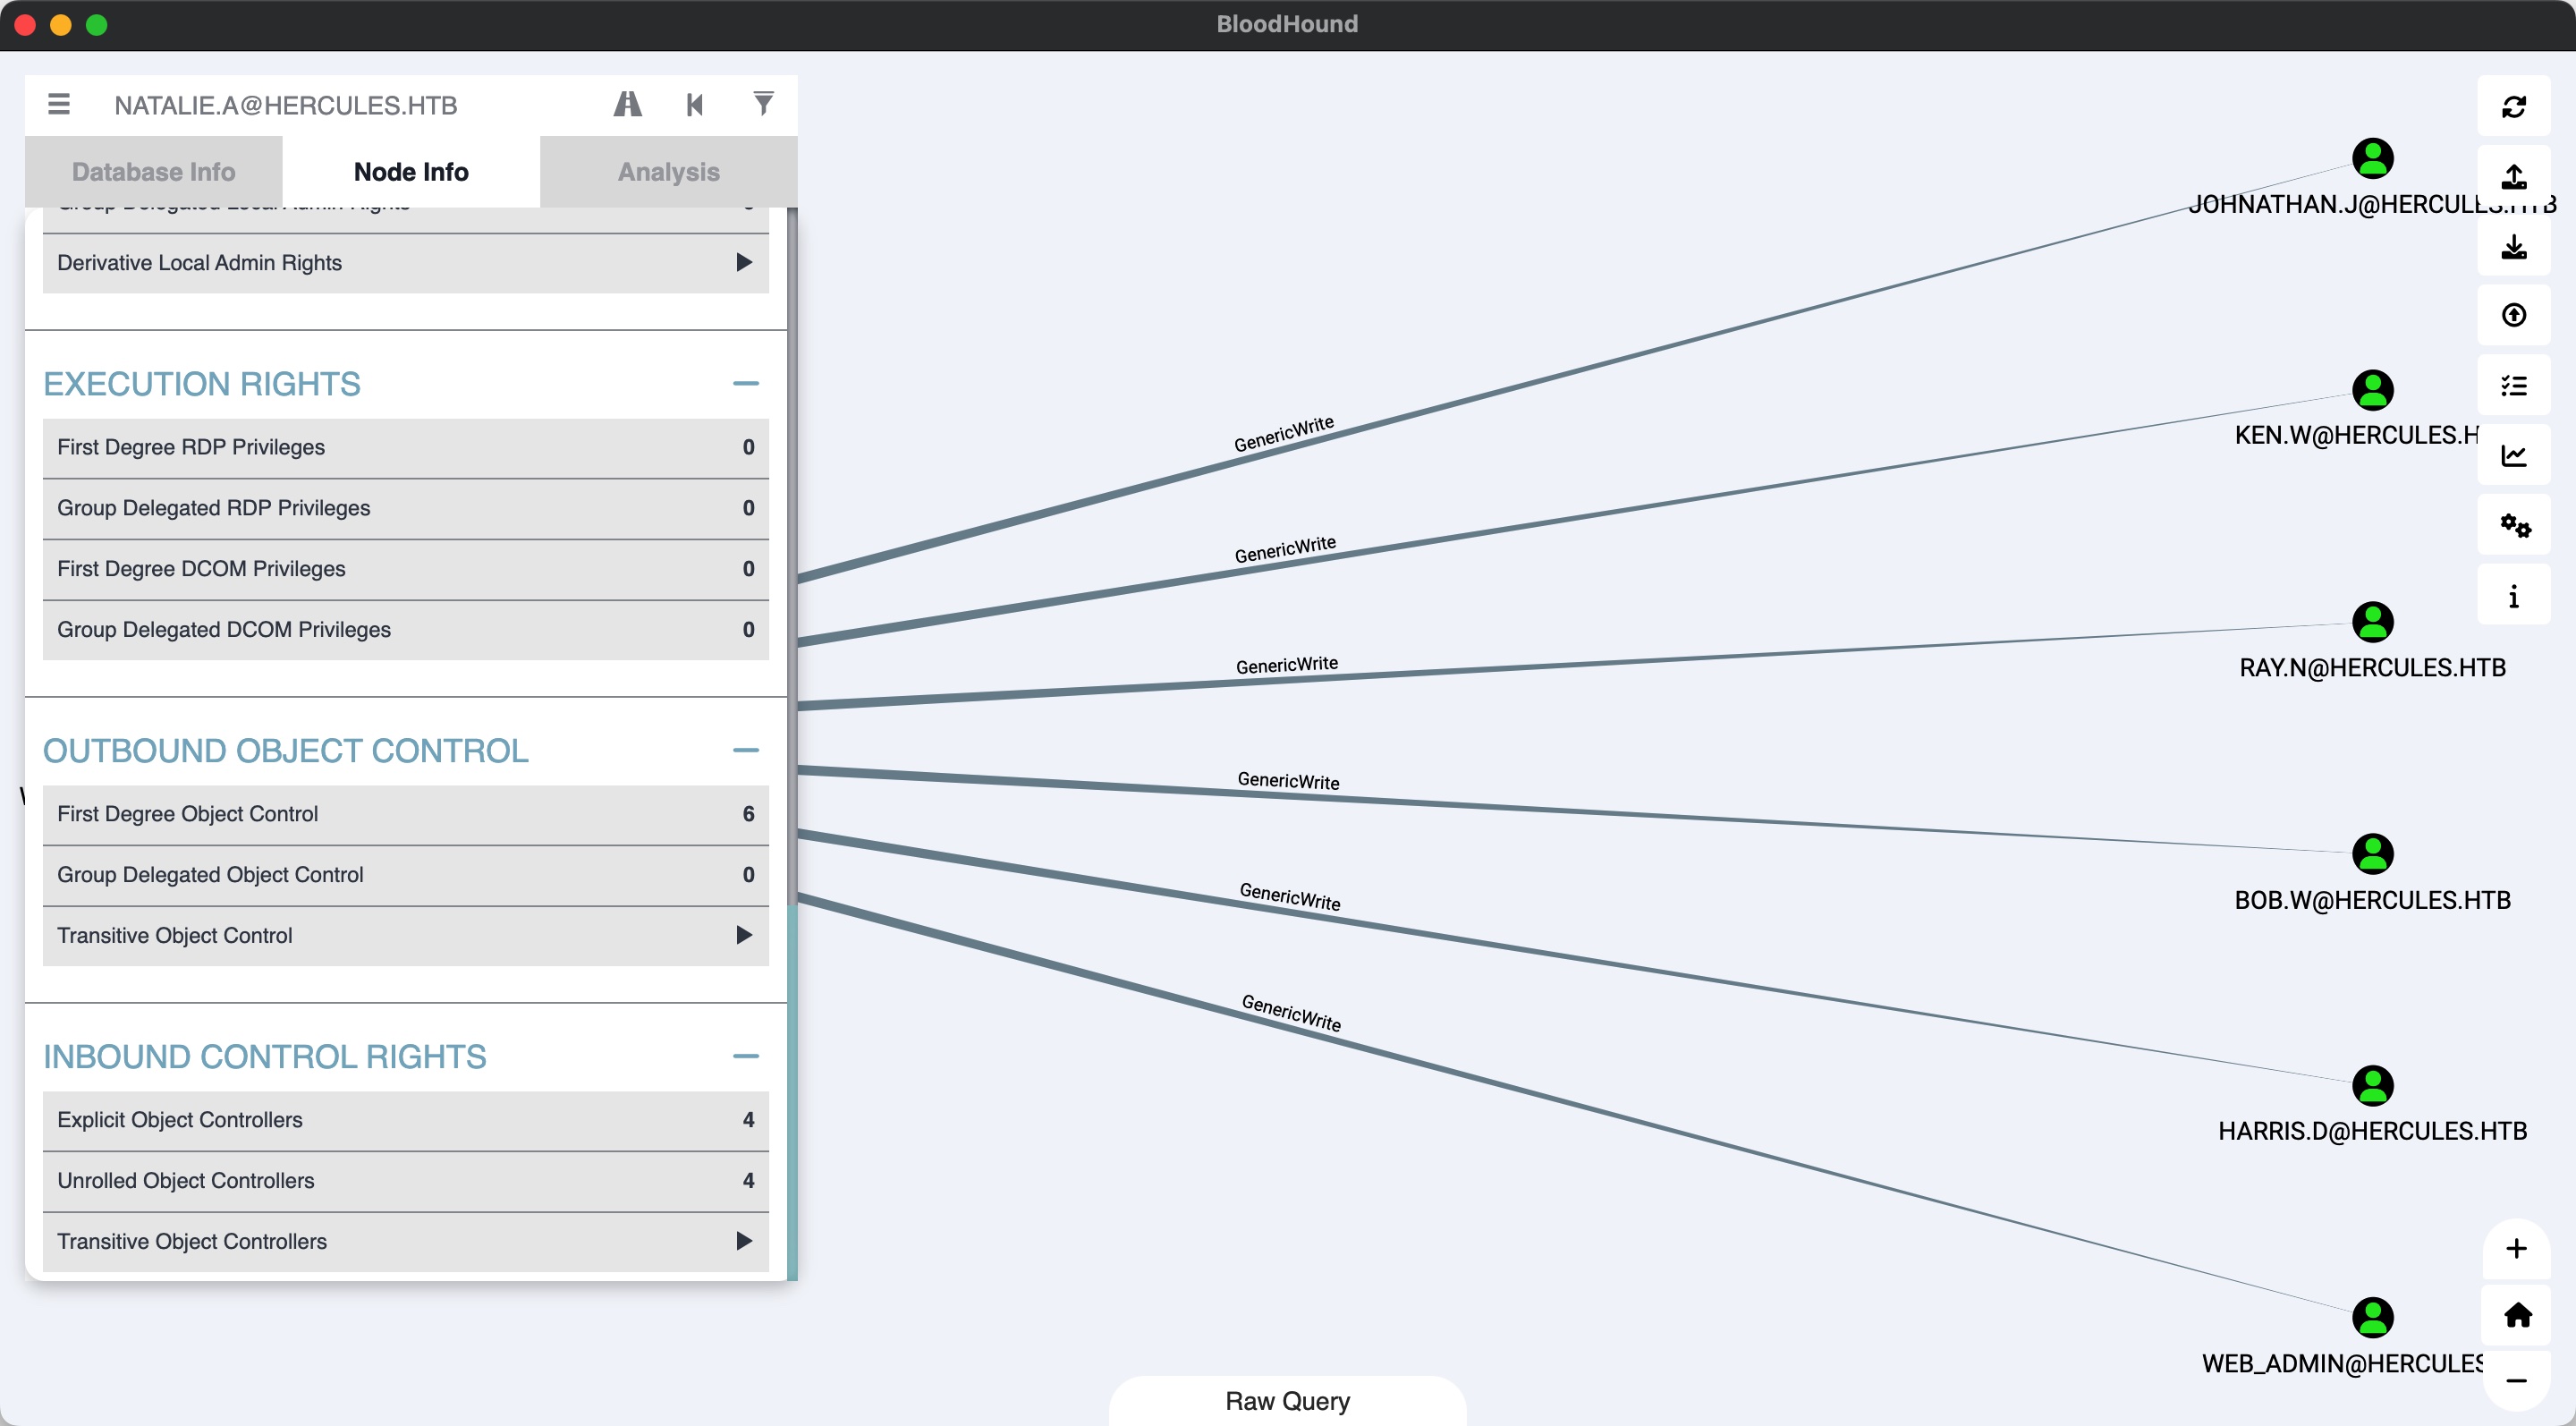 BloodHound
NATALIE.A@HERCULES.HTB
Database Info
Node Info
Analysis
Derivative Local Admin Rights
EXECUTION RIGHTS
First Degree RDP Privileges 0
Group Delegated RDP Privileges 0
First Degree DCOM Privileges 0
Group Delegated DCOM Privileges 0
OUTBOUND OBJECT CONTROL
First Degree Object Control 6
Group Delegated Object Control 0
Transitive Object Control
INBOUND CONTROL RIGHTS
Explicit Object Controllers 4
Unrolled Object Controllers 4
Transitive Object Controllers
GenericWrite
GenericWrite
GenericWrite
GenericWrite
GenericWrite
GenericWrite
JOHNATHAN.J@HERCULES.HTB
KEN.W@HERCULES.H
RAY.N@HERCULES.HTB
BOB.W@HERCULES.HTB
HARRIS.D@HERCULES.HTB
WEB_ADMIN@HERCULES
Raw Query